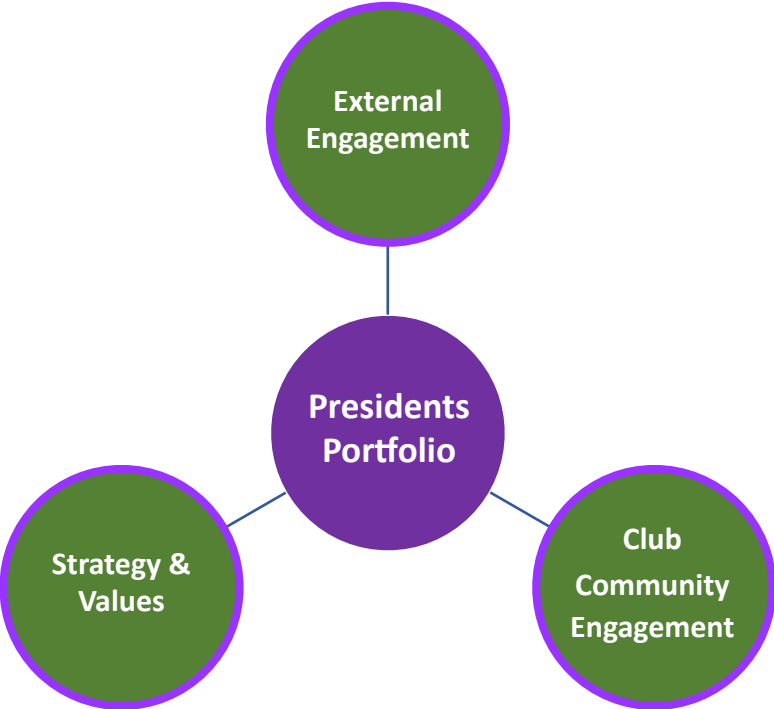 External
Engagement
Presidents
Portfolio
Strategy &
Values
Club
Community
Engagement